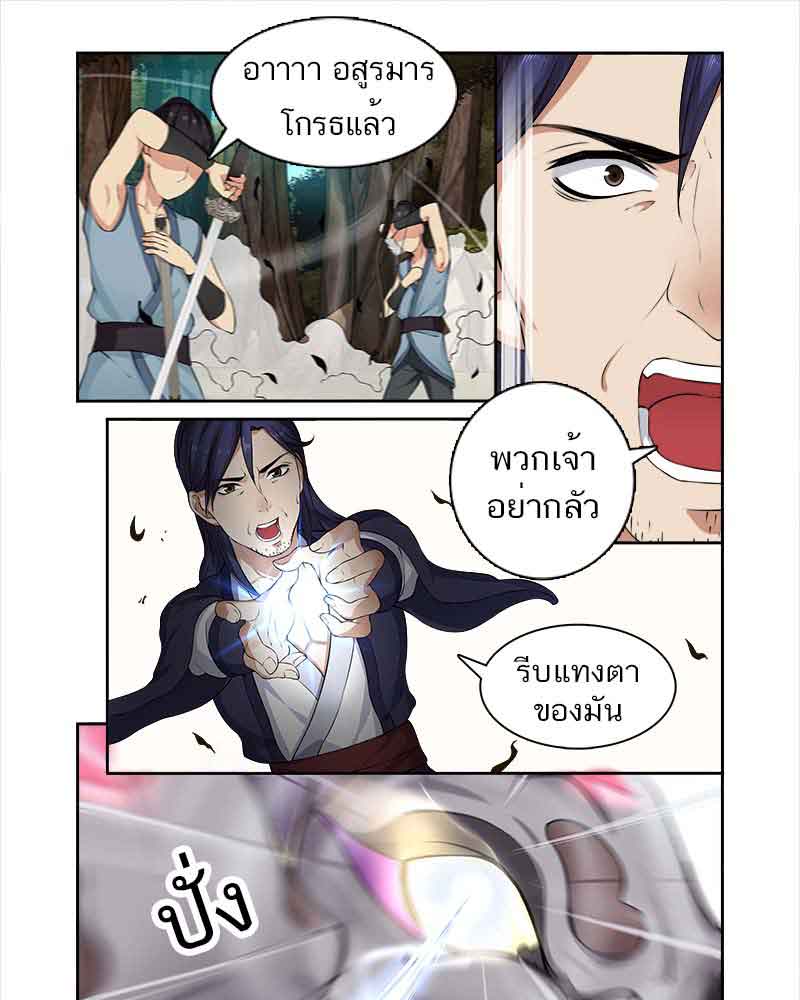 อาาาา อสูรมาร
โกรธแล้ว
พวกเจ้า
อย่ากลัว
รีบแทงตา
ของมัน
ปั่ง